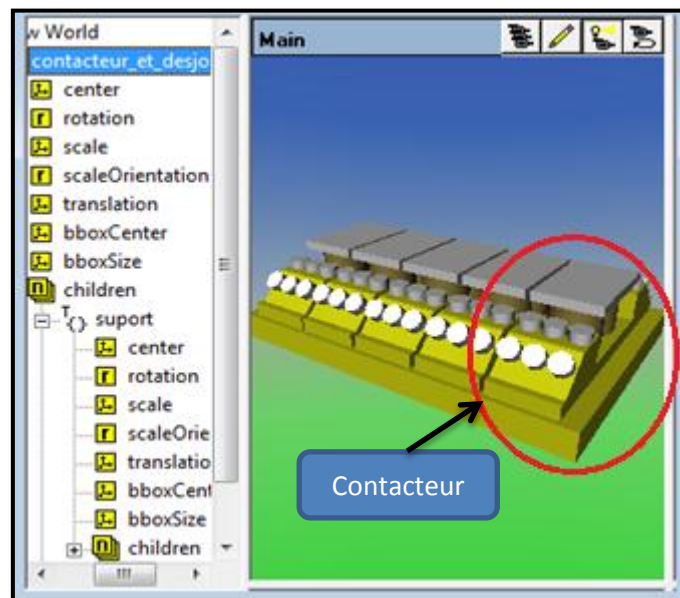 w World
contacteur_et_desjo
center
rotation
scale
scaleOrientation
translation
bboxCenter
bboxSize
children
suport
center
rotation
scale
scaleOrie
translatio
bboxCent
bboxSize
children
Main
Contacteur